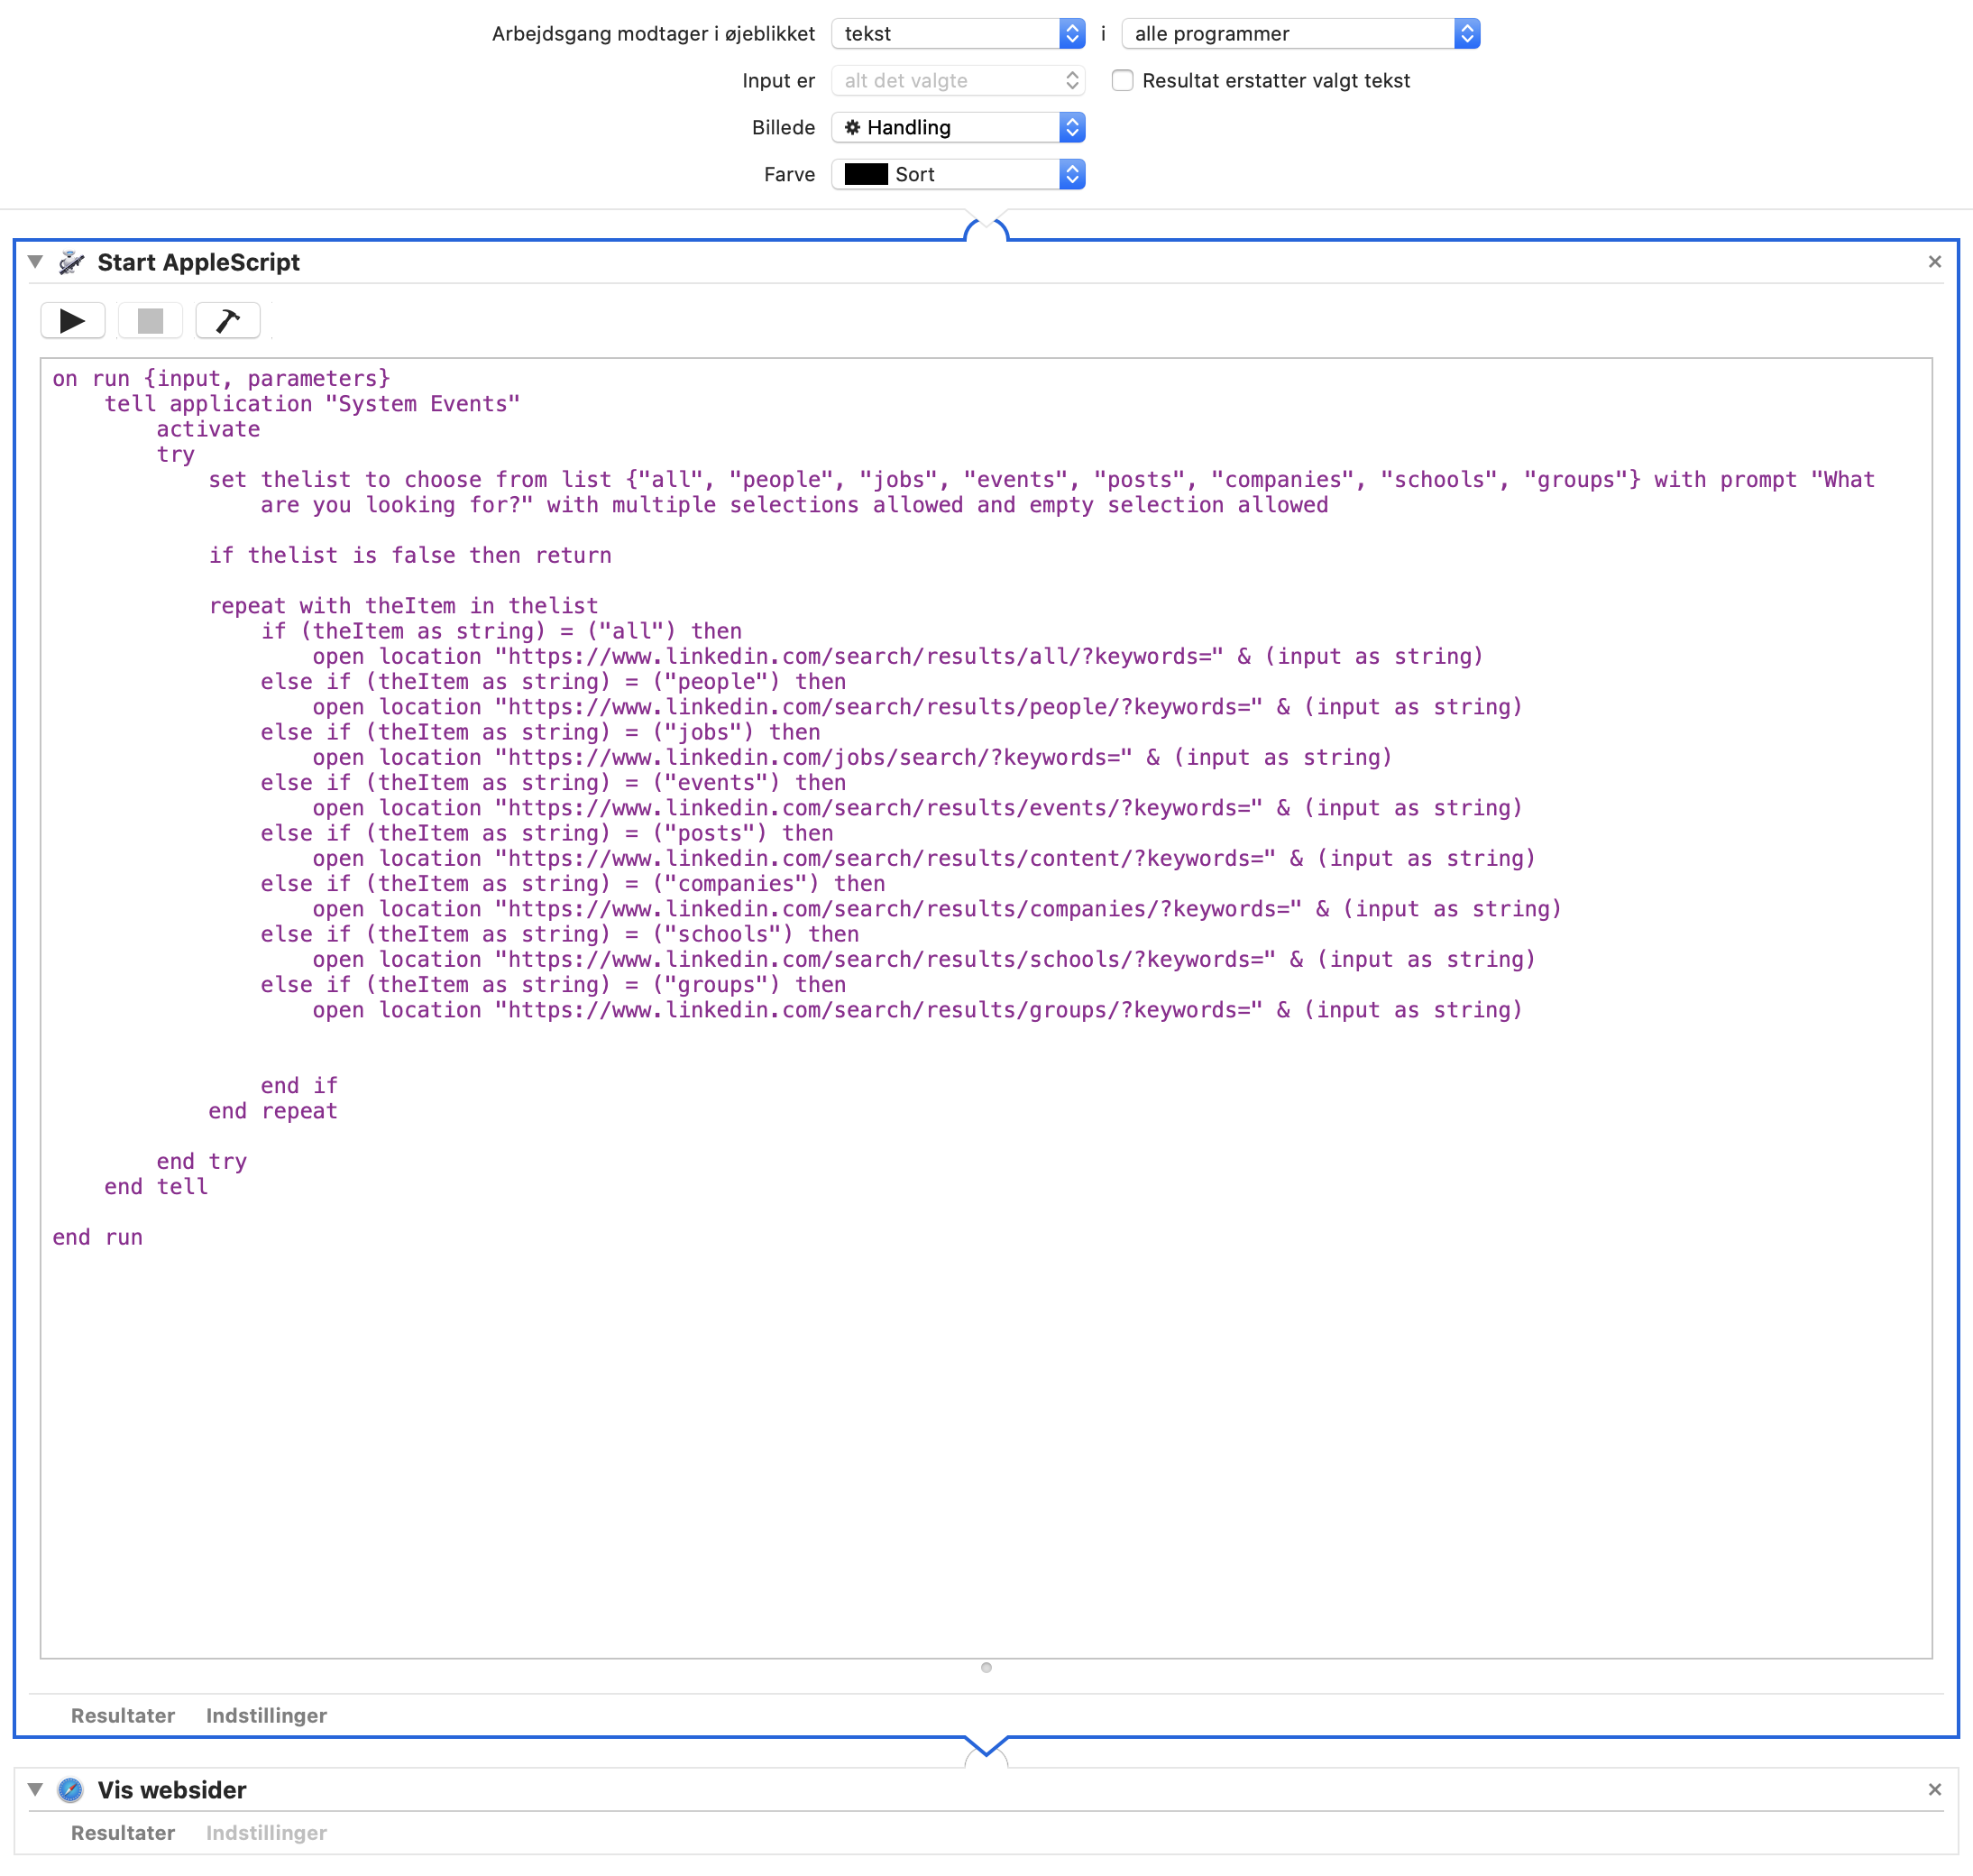 Arbejdsgang modtager i øjeblikket tekst i alle programmer
Input er alt det valgte Resultat erstatter valgt tekst
Billede Handling
Farve Sort
Start AppleScript
on run {input, parameters}
tell application "System Events"
activate
try
set thelist to choose from list {"all", "people", "jobs", "events", "posts", "companies", "schools", "groups"} with prompt "What
are you looking for?" with multiple selections allowed and empty selection allowed
if thelist is false then return
repeat with theItem in thelist
if (theItem as string) = ("all") then
open location "https://www.linkedin.com/search/results/all/?keywords=" & (input as string)
else if (theItem as string) = ("people") then
open location "https://www.linkedin.com/search/results/people/?keywords=" & (input as string)
else if (theItem as string) = ("jobs") then
open location "https://www.linkedin.com/jobs/search/?keywords=" & (input as string)
else if (theItem as string) = ("events") then
open location "https://www.linkedin.com/search/results/events/?keywords=" & (input as string)
else if (theItem as string) = ("posts") then
open location "https://www.linkedin.com/search/results/content/?keywords=" & (input as string)
else if (theItem as string) = ("companies") then
open location "https://www.linkedin.com/search/results/companies/?keywords=" & (input as string)
else if (theItem as string) = ("schools") then
open location "https://www.linkedin.com/search/results/schools/?keywords=" & (input as string)
else if (theItem as string) = ("groups") then
open location "https://www.linkedin.com/search/results/groups/?keywords=" & (input as string)
end if
end repeat
end try
end tell
end run
Resultater Indstillinger
Vis websider
Resultater Indstillinger